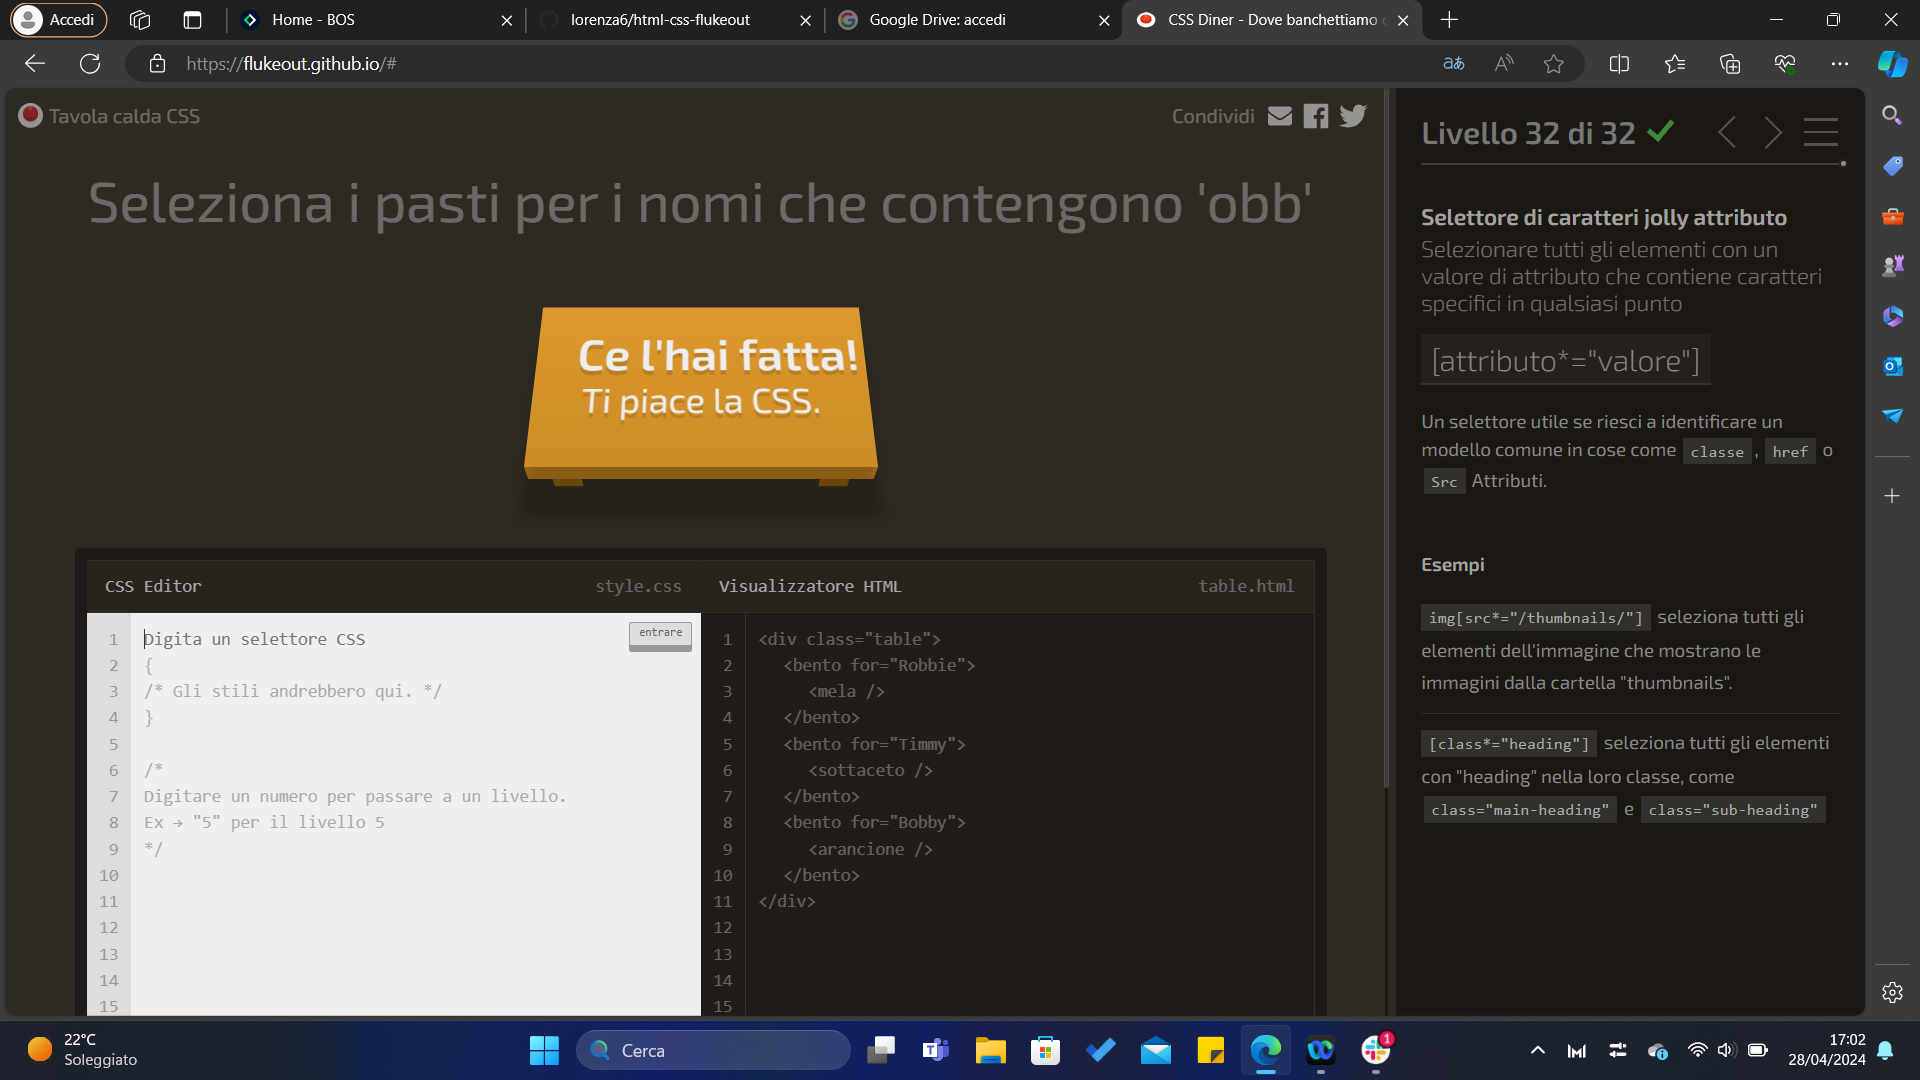 Accedi
Home - BOS
lorenza6/html-css-flukeout
Google Drive: accedi
CSS Diner - Dove banchettiamo
https://flukeout.github.io/#
Tavola calda CSS
Condividi
Seleziona i pasti per i nomi che contengono 'obb'
Ce l'hai fatta!
Ti piace la CSS.
CSS Editor
style.css
Visualizzatore HTML
table.html
1 Digita un selettore CSS
entrare
2 {
3 /* Gli stili andrebbero qui. */
4 }
5
6 /*
7 Digitare un numero per passare a un livello.
8 Ex → "5" per il livello 5
9 */
10
11
12
13
14
15
1 <div class="table">
2 <bento for="Robbie">
3 <mela />
4 </bento>
5 <bento for="Timmy">
6 <sottaceto />
7 </bento>
8 <bento for="Bobby">
9 <arancione />
10 </bento>
11 </div>
12
13
14
15
Livello 32 di 32
Selettore di caratteri jolly attributo
Selezionare tutti gli elementi con un
valore di attributo che contiene caratteri
specifici in qualsiasi punto
[attributo*="valore"]
Un selettore utile se riesci a identificare un
modello comune in cose come classe , href o
Src Attributi.
Esempi
img[src*="/thumbnails/"] seleziona tutti gli
elementi dell'immagine che mostrano le
immagini dalla cartella "thumbnails".
[class*="heading"] seleziona tutti gli elementi
con "heading" nella loro classe, come
class="main-heading" e class="sub-heading"
22°C
Soleggiato
Cerca
1
17:02
28/04/2024